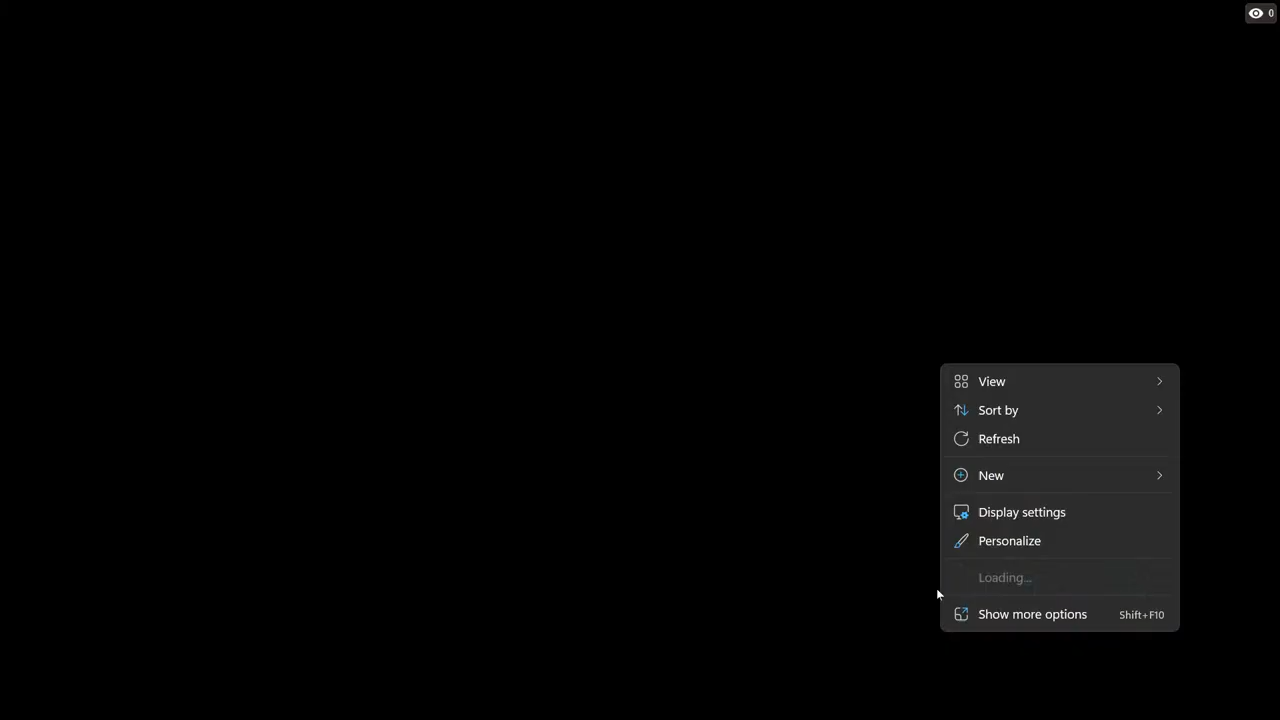 0
View
Sort by
Refresh
New
Display settings
Personalize
Loading...
Show more options Shift+F10